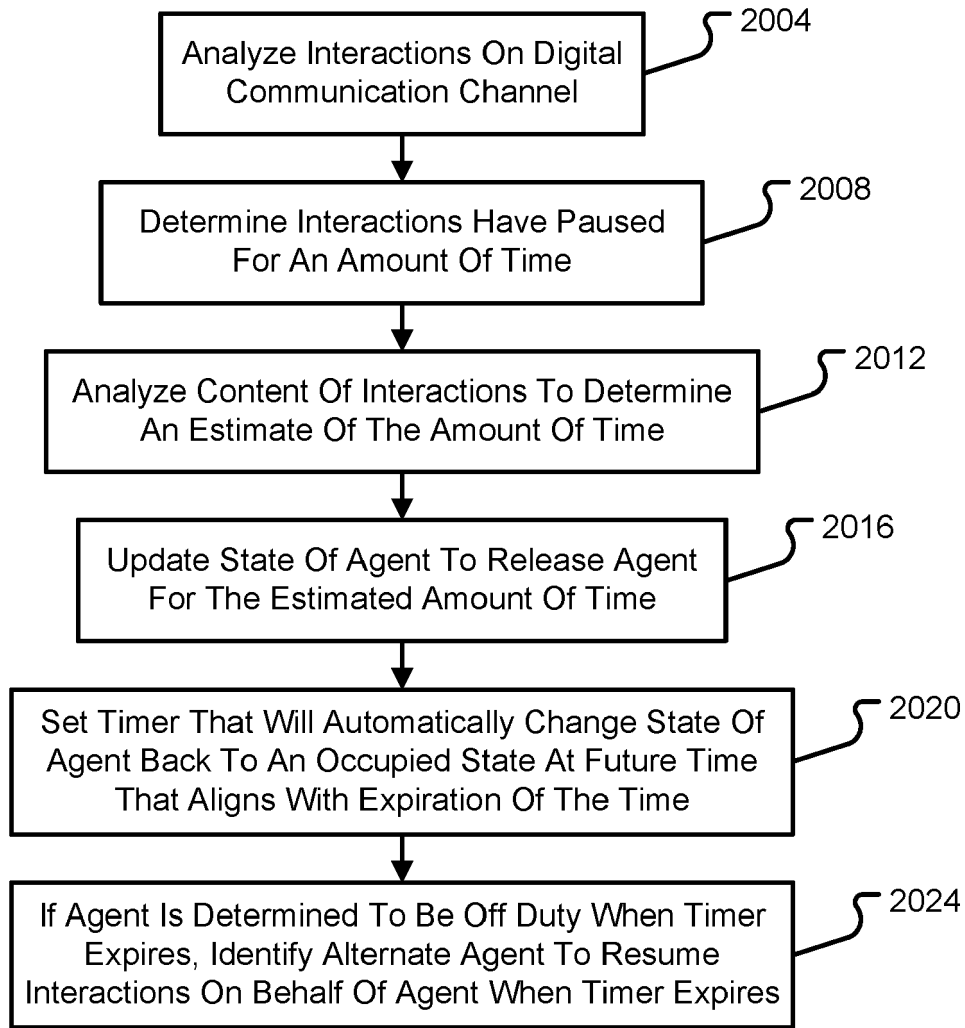 2004
Analyze Interactions On Digital
Communication Channel
2008
Determine Interactions Have Paused
For An Amount Of Time
2012
Analyze Content Of Interactions To Determine
An Estimate Of The Amount Of Time
2016
Update State Of Agent To Release Agent
For The Estimated Amount Of Time
2020
Set Timer That Will Automatically Change State Of
Agent Back To An Occupied State At Future Time
That Aligns With Expiration Of The Time
2024
If Agent Is Determined To Be Off Duty When Timer
Expires, Identify Alternate Agent To Resume
Interactions On Behalf Of Agent When Timer Expires